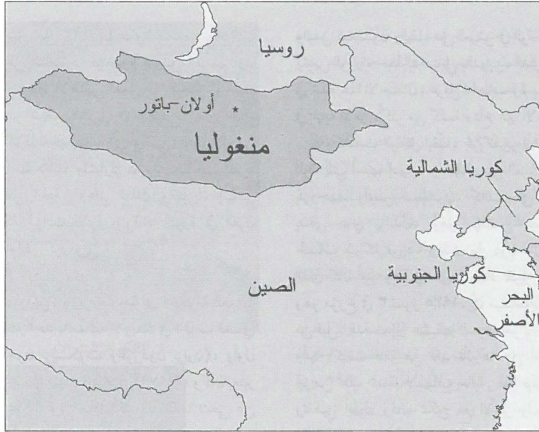 روسيا
أولان-باتور
منغوليا
كوريا الشمالية
الصين
كوريا الجنوبية
البحر
الأصفر